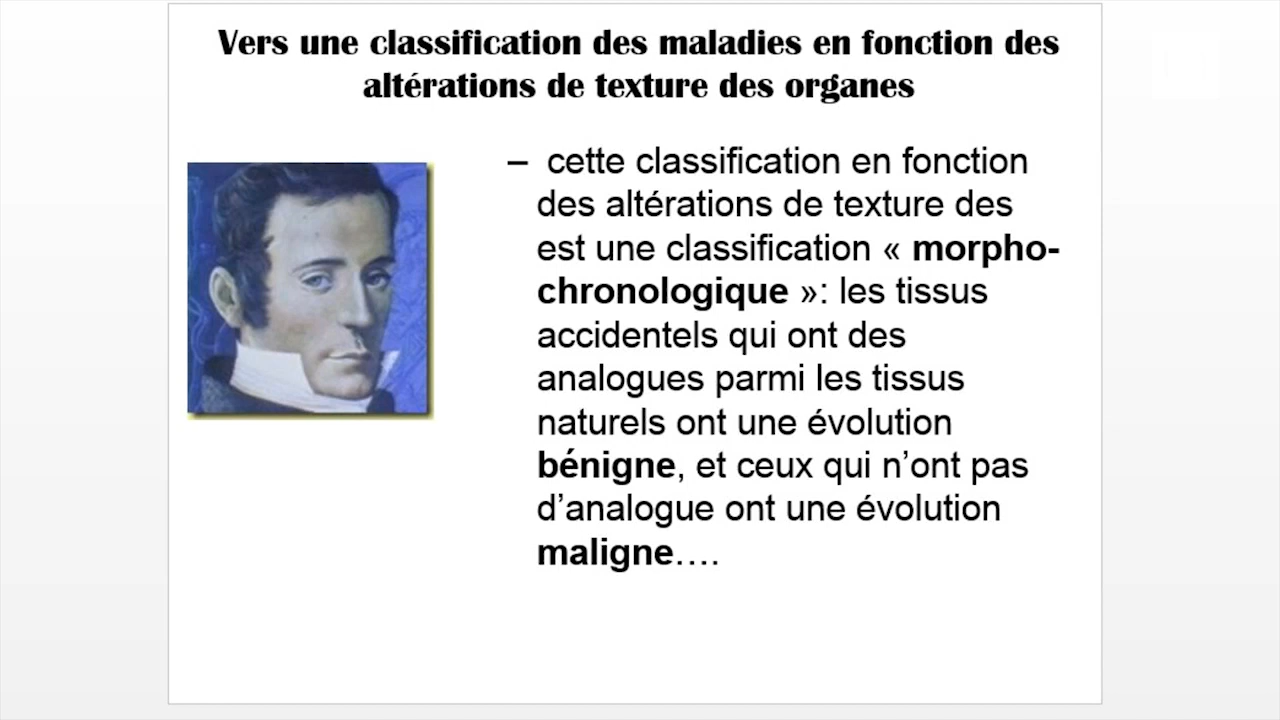 Vers une classification des maladies en fonction des
altérations de texture des organes
– cette classification en fonction
des altérations de texture des
est une classification « morpho-
chronologique »: les tissus
accidentels qui ont des
analogues parmi les tissus
naturels ont une évolution
bénigne, et ceux qui n’ont pas
d’analogue ont une évolution
maligne….